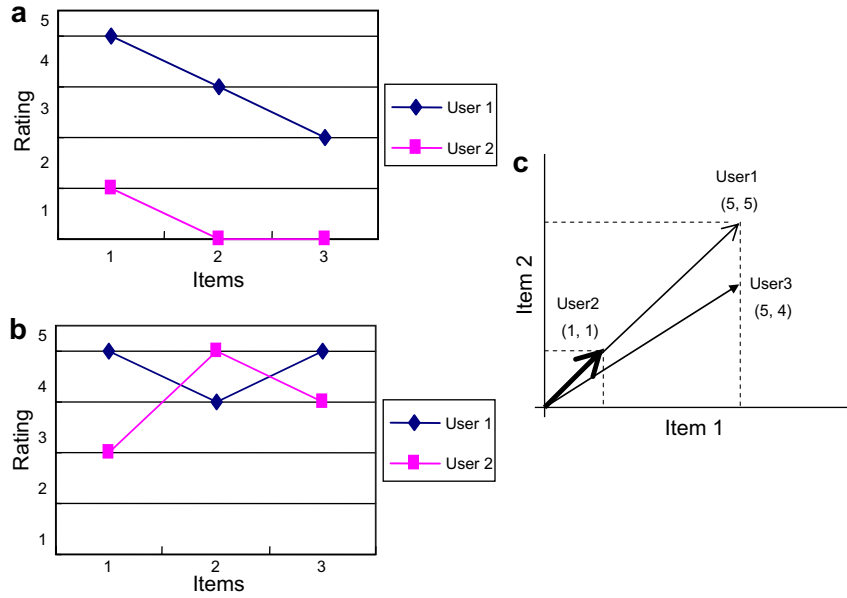 a
5
4
3
2
1
Rating
1 2 3
Items
User 1
User 2
b
5
4
3
2
1
Rating
1 2 3
Items
User 1
User 2
c
User1
(5, 5)
User3
(5, 4)
User2
(1, 1)
Item 2
Item 1